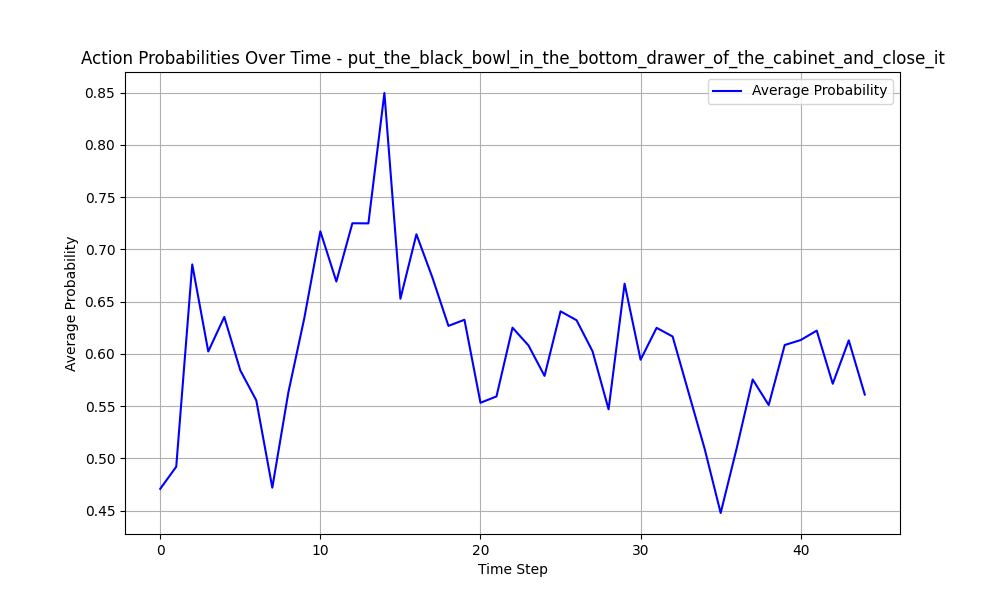 Action Probabilities Over Time - put_the_black_bowl_in_the_bottom_drawer_of_the_cabinet_and_close_it
Average Probability
0.85
0.80
0.75
0.70
0.65
0.60
0.55
0.50
0.45
Average Probability
0 10 20 30 40
Time Step